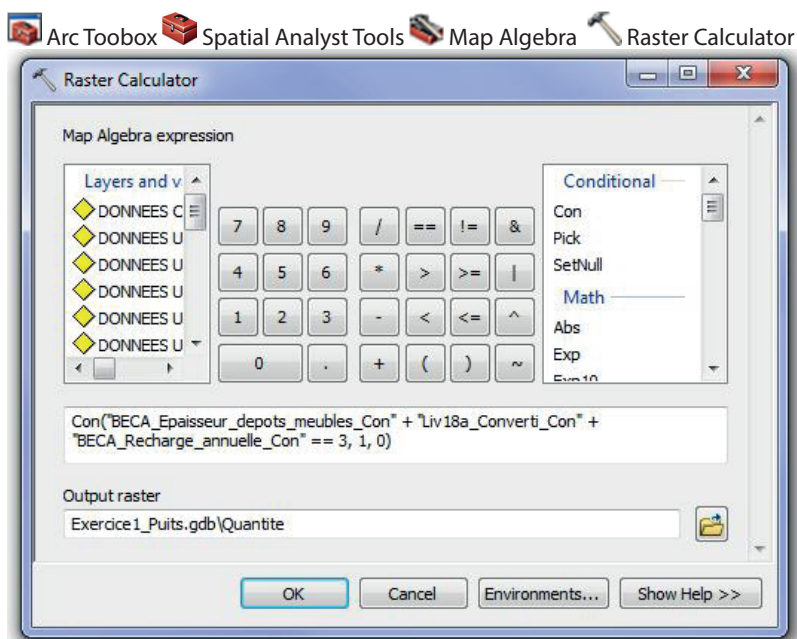 Arc Toobox Spatial Analyst Tools Map Algebra Raster Calculator
Raster Calculator
Map Algebra expression
Layers and v
DONNEES C
DONNEES U
DONNEES U
DONNEES U
DONNEES U
DONNEES U
7 8 9 / == != &
4 5 6 * > >= |
1 2 3 - < <= ^
0 . + ( ) ~
Conditional
Con
Pick
SetNull
Math
Abs
Exp
Exp10
Con("BECA_Epaisseur_depots_meubles_Con" + "Liv18a_Converti_Con" +
"BECA_Recharge_annuelle_Con" == 3, 1, 0)
Output raster
Exercice1_Puits.gdb\Quantite
OK Cancel Environments... Show Help >>